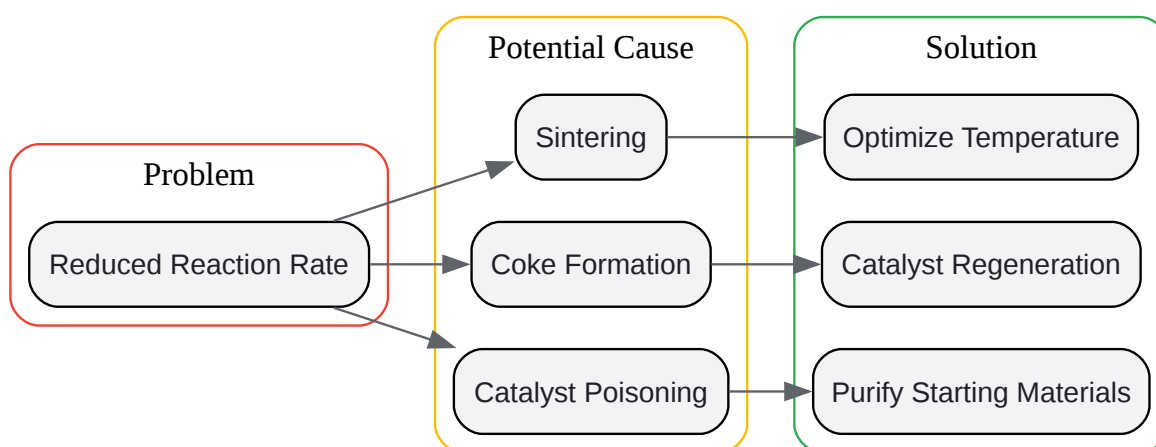 Problem
Reduced Reaction Rate
Potential Cause
Sintering
Coke Formation
Catalyst Poisoning
Solution
Optimize Temperature
Catalyst Regeneration
Purify Starting Materials